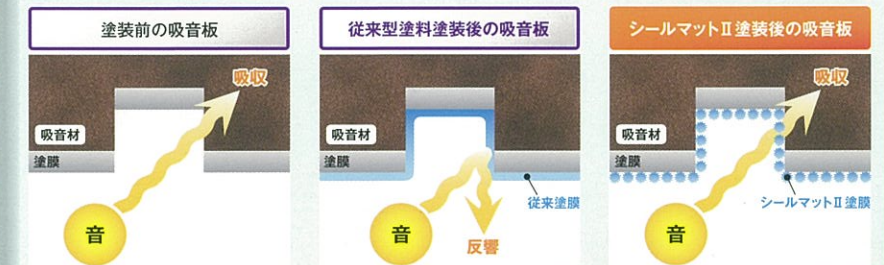 塗装前の吸音板
吸収
吸音材
塗膜
音
従来型塗料塗装後の吸音板
吸音材
塗膜
従来塗膜
音
反響
シールマットⅡ塗装後の吸音板
吸収
吸音材
塗膜
シールマットⅡ塗膜
音